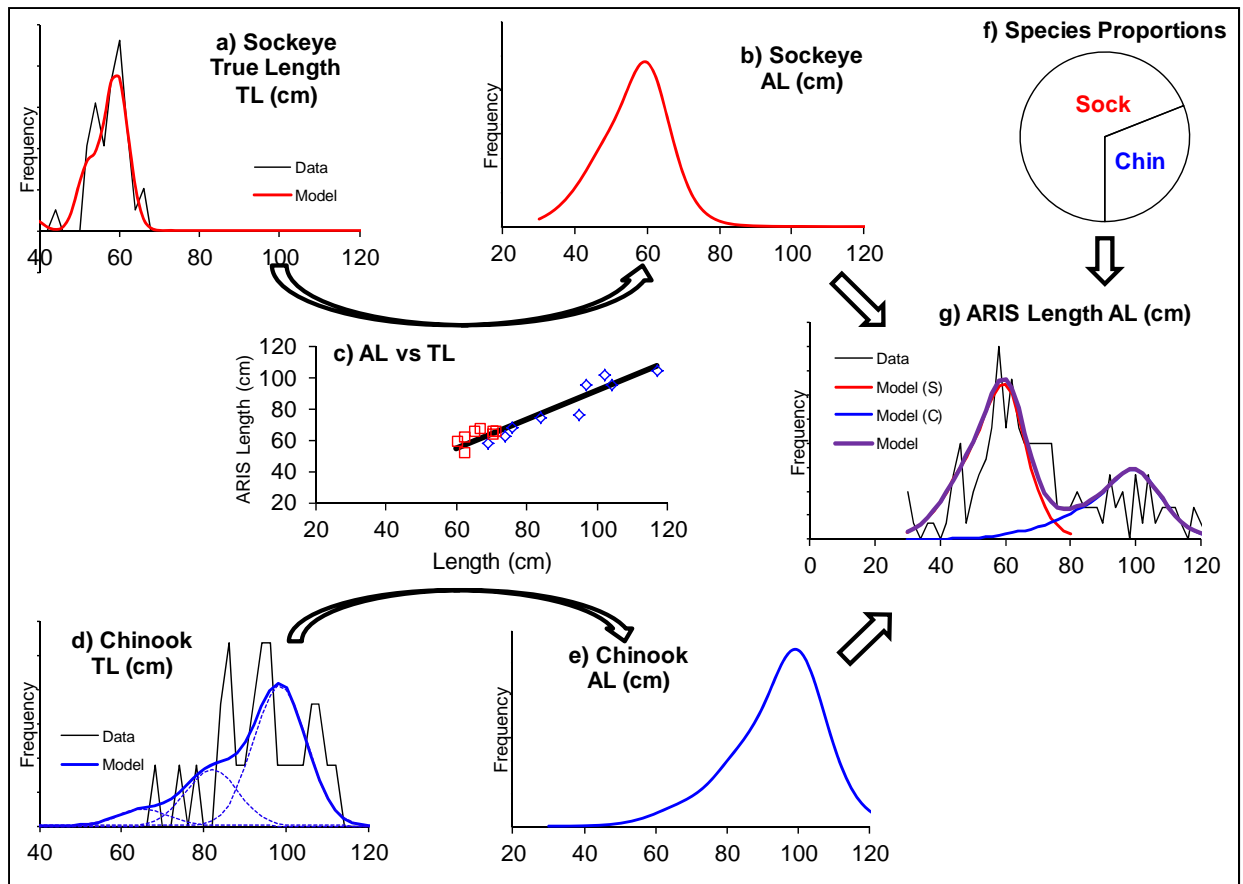 a) Sockeye
True Length
TL (cm)
Frequency
Data
Model
40 60 80 100 120
b) Sockeye
AL (cm)
Frequency
20 40 60 80 100 120
f) Species Proportions
Sock
Chin
c) AL vs TL
ARIS Length (cm)
120
100
80
60
40
20
20 40 60 80 100 120
Length (cm)
g) ARIS Length AL (cm)
Frequency
Data
Model (S)
Model (C)
Model
0 20 40 60 80 100 120
d) Chinook
TL (cm)
Frequency
Data
Model
40 60 80 100 120
e) Chinook
AL (cm)
Frequency
20 40 60 80 100 120